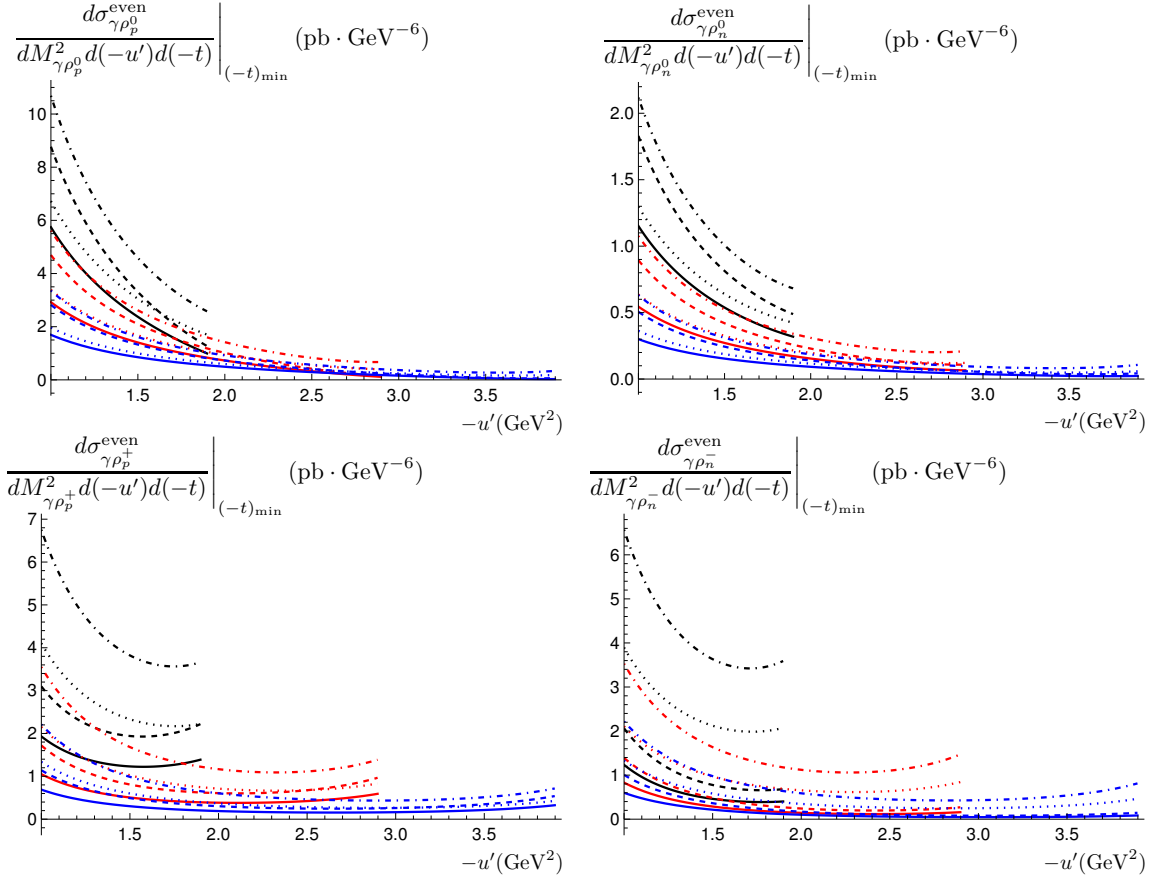 dσ^even_{γρ^0_p} / dM^2_{γρ^0_p} d(−u′)d(−t) |_{(−t)min} (pb · GeV^−6)
10
8
6
4
2
0
1.5 2.0 2.5 3.0 3.5
−u′(GeV^2)
dσ^even_{γρ^0_n} / dM^2_{γρ^0_n} d(−u′)d(−t) |_{(−t)min} (pb · GeV^−6)
2.0
1.5
1.0
0.5
0.0
1.5 2.0 2.5 3.0 3.5
−u′(GeV^2)
dσ^even_{γρ^+_p} / dM^2_{γρ^+_p} d(−u′)d(−t) |_{(−t)min} (pb · GeV^−6)
7
6
5
4
3
2
1
0
1.5 2.0 2.5 3.0 3.5
−u′(GeV^2)
dσ^even_{γρ^−_n} / dM^2_{γρ^−_n} d(−u′)d(−t) |_{(−t)min} (pb · GeV^−6)
6
5
4
3
2
1
0
1.5 2.0 2.5 3.0 3.5
−u′(GeV^2)